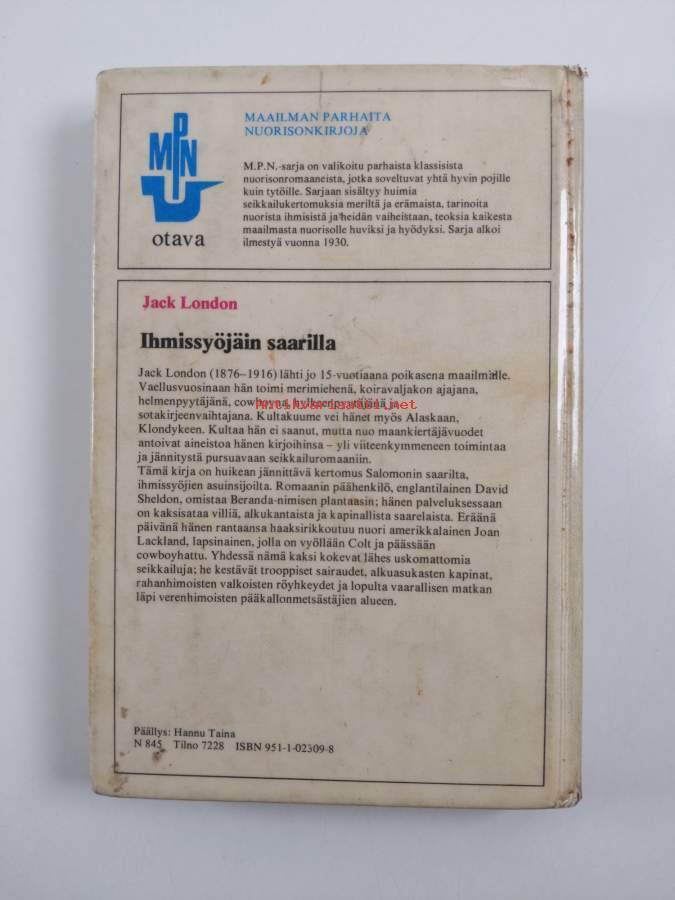 MAAILMAN PARHAITA
NUORISONKIRJOJA
MPN
otava
M.P.N.-sarja on valikoitu parhaista klassisista
nuorisonromaaneista, jotka soveltuvat yhtä hyvin pojille
kuin tytöille. Sarjaan sisältyy huimia
seikkailukertomuksia meriltä ja erämaista, tarinoita
nuorista ihmisistä ja heidän vaiheistaan, teoksia kaikesta
maailmasta nuorisolle huviksi ja hyödyksi. Sarja alkoi
ilmestyä vuonna 1930.
Jack London
Ihmissyöjäin saarilla
Jack London (1876–1916) lähti jo 15-vuotiaana poikasena maailmalle.
Vaellusvuosinaan hän toimi merimiehenä, koiravaljakon ajajana,
helmenpyytäjänä, cowboyna, hylkeenpyytäjänä ja
Antikvariaatti.net
sotakirjeenvaihtajana. Kultakuume vei hänet myös Alaskaan,
Klondykeen. Kultaa hän ei saanut, mutta nuo maankiertäjävuodet
antoivat aineistoa hänen kirjoihinsa – yli viiteenkymmeneen toimintaa
ja jännitystä pursuavaan seikkailuromaaniin.
Tämä kirja on huikean jännittävä kertomus Salomonin saarilta,
ihmissyöjien asuinsijoilta. Romaanin päähenkilö, englantilainen David
Sheldon, omistaa Beranda-nimisen plantaasin; hänen palveluksessaan
on kaksisataa villiä, alkukantaista ja kapinallista saarelaista. Eräänä
päivänä hänen rantaansa haaksirikkoutuu nuori amerikkalainen Joan
Lackland, lapsinainen, jolla on vyöllään Colt ja päässään
cowboyhattu. Yhdessä nämä kaksi kokevat lähes uskomattomia
seikkailuja; he kestävät trooppiset sairaudet, alkuasukasten kapinat,
rahanhimoisten valkoisten röyhkeydet ja lopulta vaarallisen matkan
läpi verenhimoisten pääkallonmetsästäjien alueen.
Päällys: Hannu Taina
N 845 Tilno 7228 ISBN 951-1-02309-8